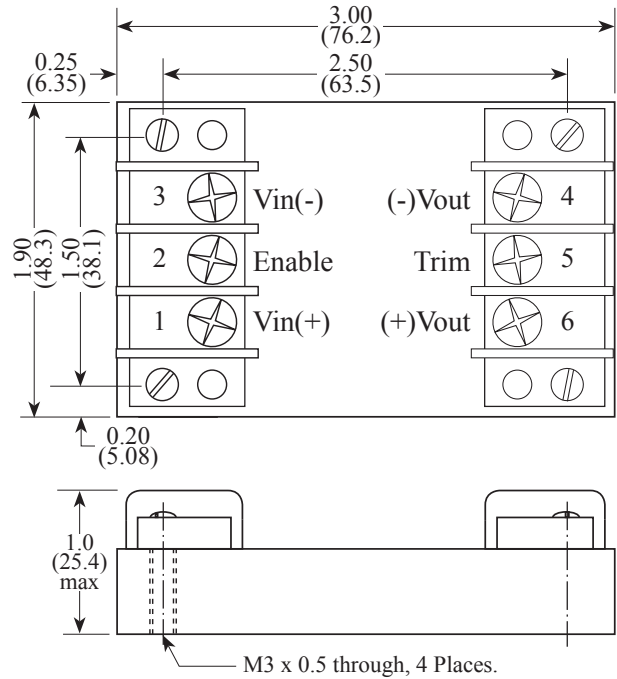 3.00
(76.2)
0.25
(6.35)
2.50
(63.5)
1.90
(48.3)
1.50
(38.1)
3 Vin(-) (-)Vout 4
2 Enable Trim 5
1 Vin(+) (+)Vout 6
0.20
(5.08)
1.0
(25.4)
max
M3 x 0.5 through, 4 Places.